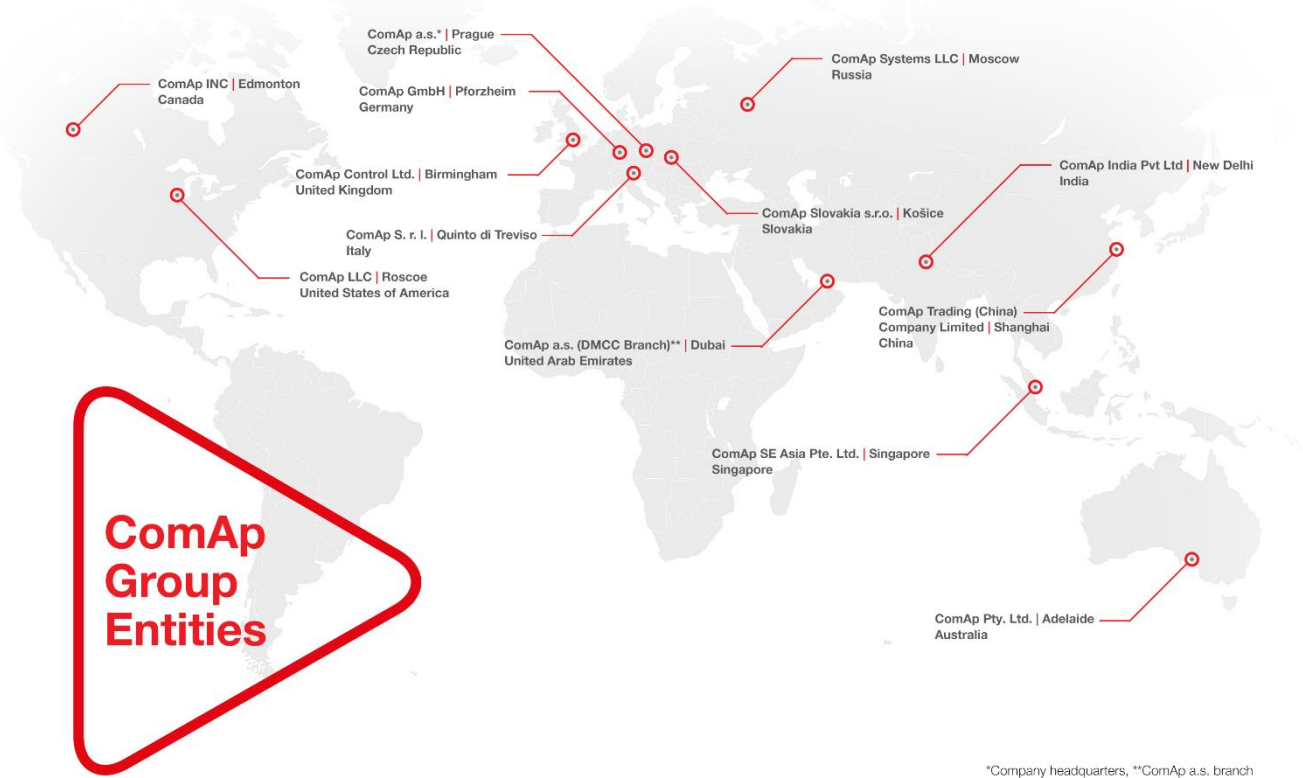 ComAp a.s.* | Prague
Czech Republic
ComAp Systems LLC | Moscow
Russia
ComAp INC | Edmonton
Canada
ComAp GmbH | Pforzheim
Germany
ComAp India Pvt Ltd | New Delhi
India
ComAp Control Ltd. | Birmingham
United Kingdom
ComAp Slovakia s.r.o. | Košice
Slovakia
ComAp S. r. l. | Quinto di Treviso
Italy
ComAp LLC | Roscoe
United States of America
ComAp Trading (China)
Company Limited | Shanghai
China
ComAp a.s. (DMCC Branch)** | Dubai
United Arab Emirates
ComAp SE Asia Pte. Ltd. | Singapore
Singapore
ComAp
Group
Entities
ComAp Pty. Ltd. | Adelaide
Australia
*Company headquarters, **ComAp a.s. branch